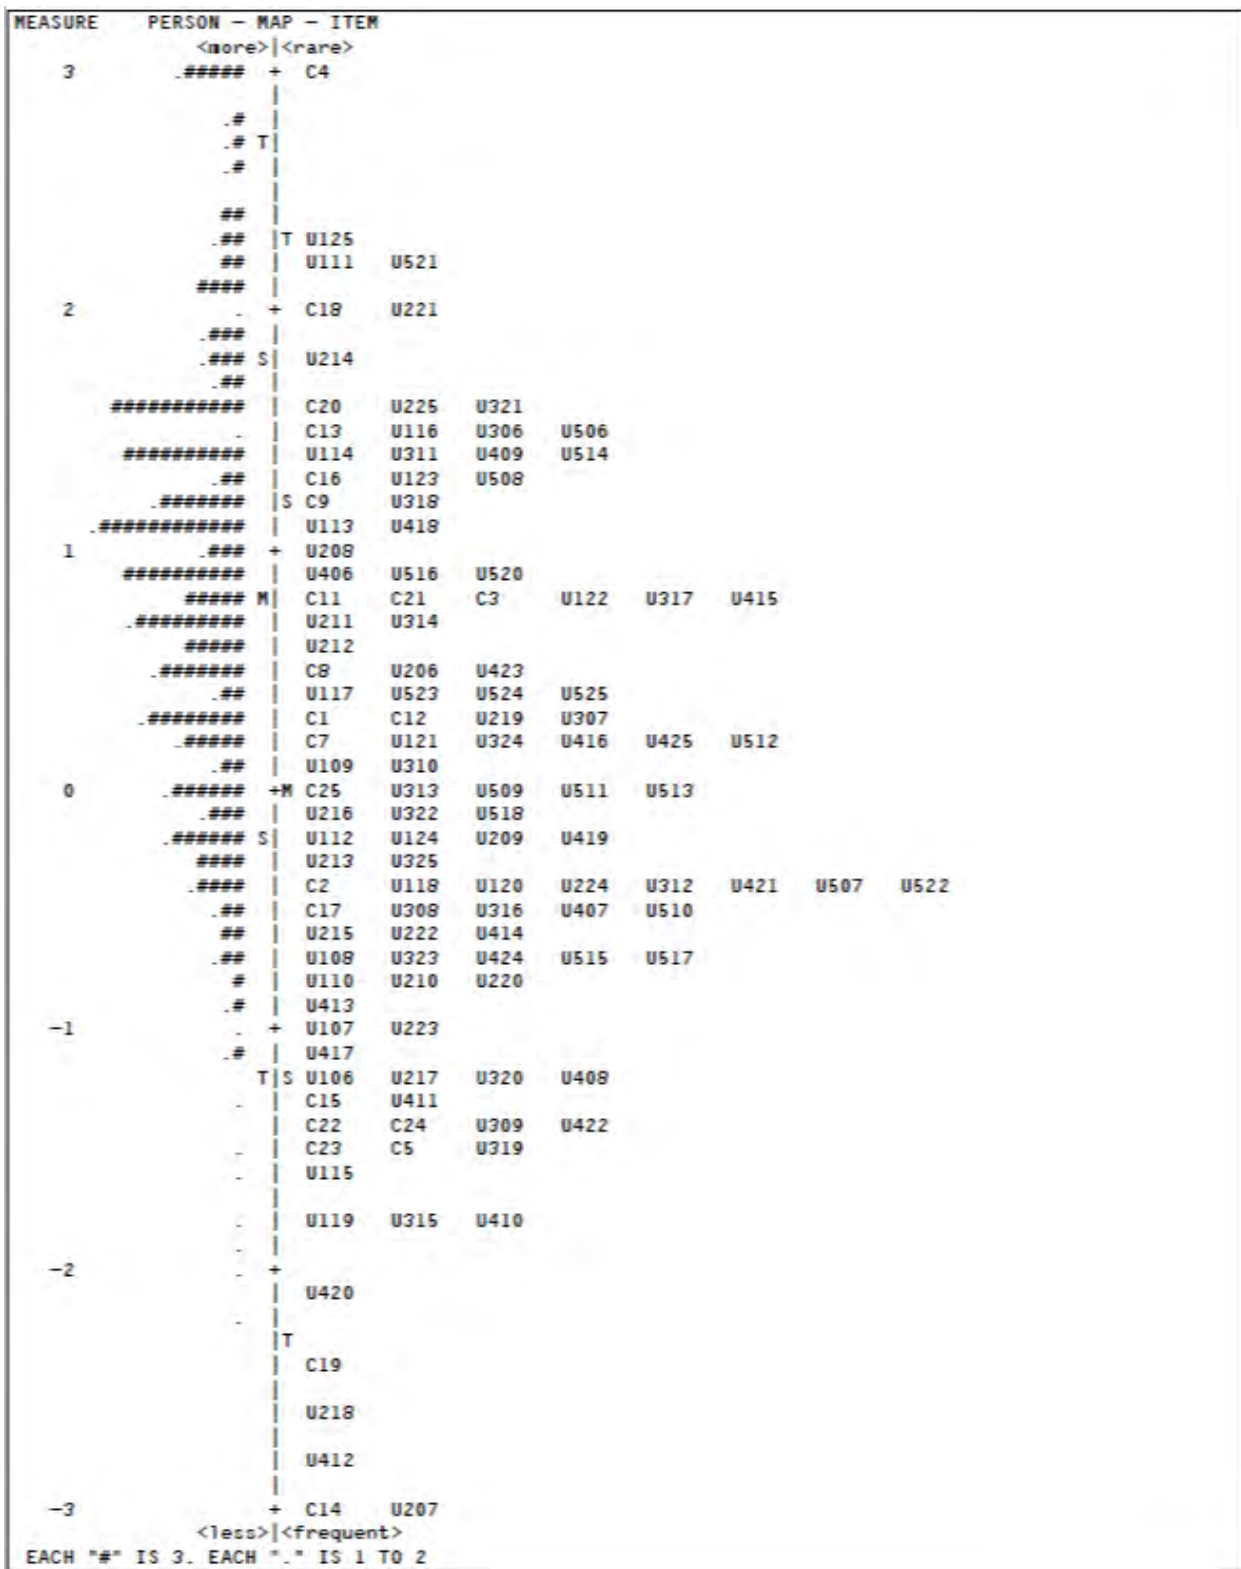 MEASURE PERSON - MAP - ITEM
<more>|<rare>
3 .##### + C4
|
.# |
.# T|
.# |
|
## |
.## |T U125
## | U111 U521
#### |
2 . + C18 U221
.### |
.### S| U214
.## |
########### | C20 U225 U321
. | C13 U116 U306 U506
########## | U114 U311 U409 U514
.## | C16 U123 U508
.####### |S C9 U318
.############ | U113 U418
1 .### + U208
########## | U406 U516 U520
##### M| C11 C21 C3 U122 U317 U415
.######### | U211 U314
##### | U212
.####### | C8 U206 U423
.## | U117 U523 U524 U525
.######## | C1 C12 U219 U307
.##### | C7 U121 U324 U416 U425 U512
.## | U109 U310
0 .###### +M C25 U313 U509 U511 U513
.### | U216 U322 U518
.###### S| U112 U124 U209 U419
#### | U213 U325
.#### | C2 U118 U120 U224 U312 U421 U507 U522
.## | C17 U308 U316 U407 U510
## | U215 U222 U414
.## | U108 U323 U424 U515 U517
# | U110 U210 U220
.# | U413
-1 . + U107 U223
.# | U417
T|S U106 U217 U320 U408
. | C15 U411
| C22 C24 U309 U422
. | C23 C5 U319
. | U115
|
. | U119 U315 U410
. |
-2 . +
| U420
. |
|T
| C19
|
| U218
|
| U412
|
-3 + C14 U207
<less>|<frequent>
EACH "#" IS 3. EACH "." IS 1 TO 2